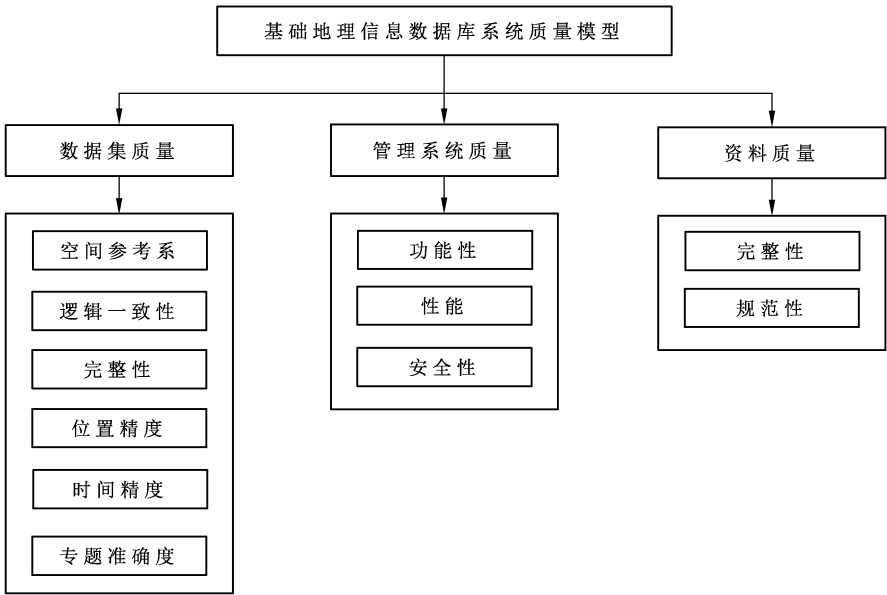 基础地理信息数据库系统质量模型
数据集质量
管理系统质量
资料质量
空间参考系
逻辑一致性
完整性
位置精度
时间精度
专题准确度
功能性
性能
安全性
完整性
规范性